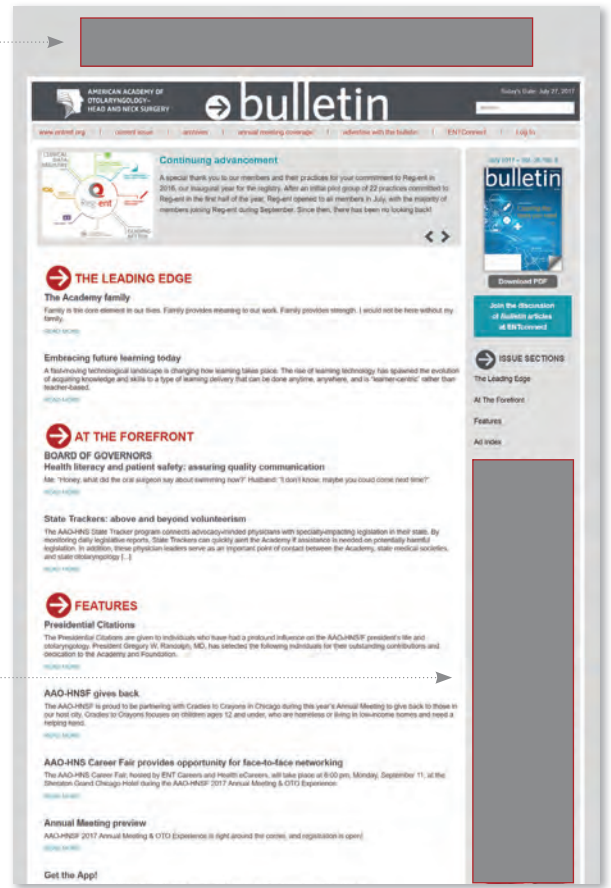 AMERICAN ACADEMY OF
OTOLARYNGOLOGY–
HEAD AND NECK SURGERY
bulletin
Today's Date: July 27, 2017
www.entnet.org | current issue | archives | annual meeting coverage | advertise with the bulletin | ENTConnect | Log In
CLINICAL
DATA
REGISTRY
Reg-ent
Continuing advancement
A special thank you to our members and their practices for your commitment to Reg-ent in
2016, our inaugural year for the registry. After an initial pilot group of 22 practices committed to
Reg-ent in the first half of the year, Reg-ent opened to all members in July, with the majority of
members joining Reg-ent during September. Since then, there has been no looking back!
bulletin
Download PDF
Join the discussion
of Bulletin articles
at ENTconnect
ISSUE SECTIONS
The Leading Edge
At The Forefront
Features
Ad Index
THE LEADING EDGE
The Academy family
Family is the core element in our lives. Family provides meaning to our work. Family provides strength. I would not be here without my
family.
READ MORE
Embracing future learning today
A fast-moving technological landscape is changing how learning takes place. The rise of learning technology has spawned the evolution
of acquiring knowledge and skills to a type of learning delivery that can be done anytime, anywhere, and is "learner-centric" rather than
teacher-based.
READ MORE
AT THE FOREFRONT
BOARD OF GOVERNORS
Health literacy and patient safety: assuring quality communication
Me: "Honey, what did the oral surgeon say about swimming now?" Husband: "I don't know, maybe you could come next time?"
READ MORE
State Trackers: above and beyond volunteerism
The AAO-HNS State Tracker program connects advocacy-minded physicians with specialty-impacting legislation in their state. By
monitoring daily legislative reports, State Trackers can quickly alert the Academy if assistance is needed on potentially harmful
legislation. In addition, these physician leaders serve as an important point of contact between the Academy, state medical societies,
and state otolaryngology [...]
READ MORE
FEATURES
Presidential Citations
The Presidential Citations are given to individuals who have had a profound influence on the AAO-HNS/F president's life and
otolaryngology. President Gregory W. Randolph, MD, has selected the following individuals for their outstanding contributions and
dedication to the Academy and Foundation.
READ MORE
AAO-HNSF gives back
The AAO-HNSF is proud to be partnering with Cradles to Crayons in Chicago during this year's Annual Meeting to give back to those in
our host city. Cradles to Crayons focuses on children ages 12 and under, who are homeless or living in low-income homes and need a
helping hand.
READ MORE
AAO-HNS Career Fair provides opportunity for face-to-face networking
The AAO-HNS Career Fair, hosted by ENT Careers and Health eCareers, will take place at 6:00 pm, Monday, September 11, at the
Sheraton Grand Chicago Hotel during the AAO-HNSF 2017 Annual Meeting & OTO Experience.
READ MORE
Annual Meeting preview
AAO-HNSF 2017 Annual Meeting & OTO Experience is right around the corner, and registration is open!
READ MORE
Get the App!